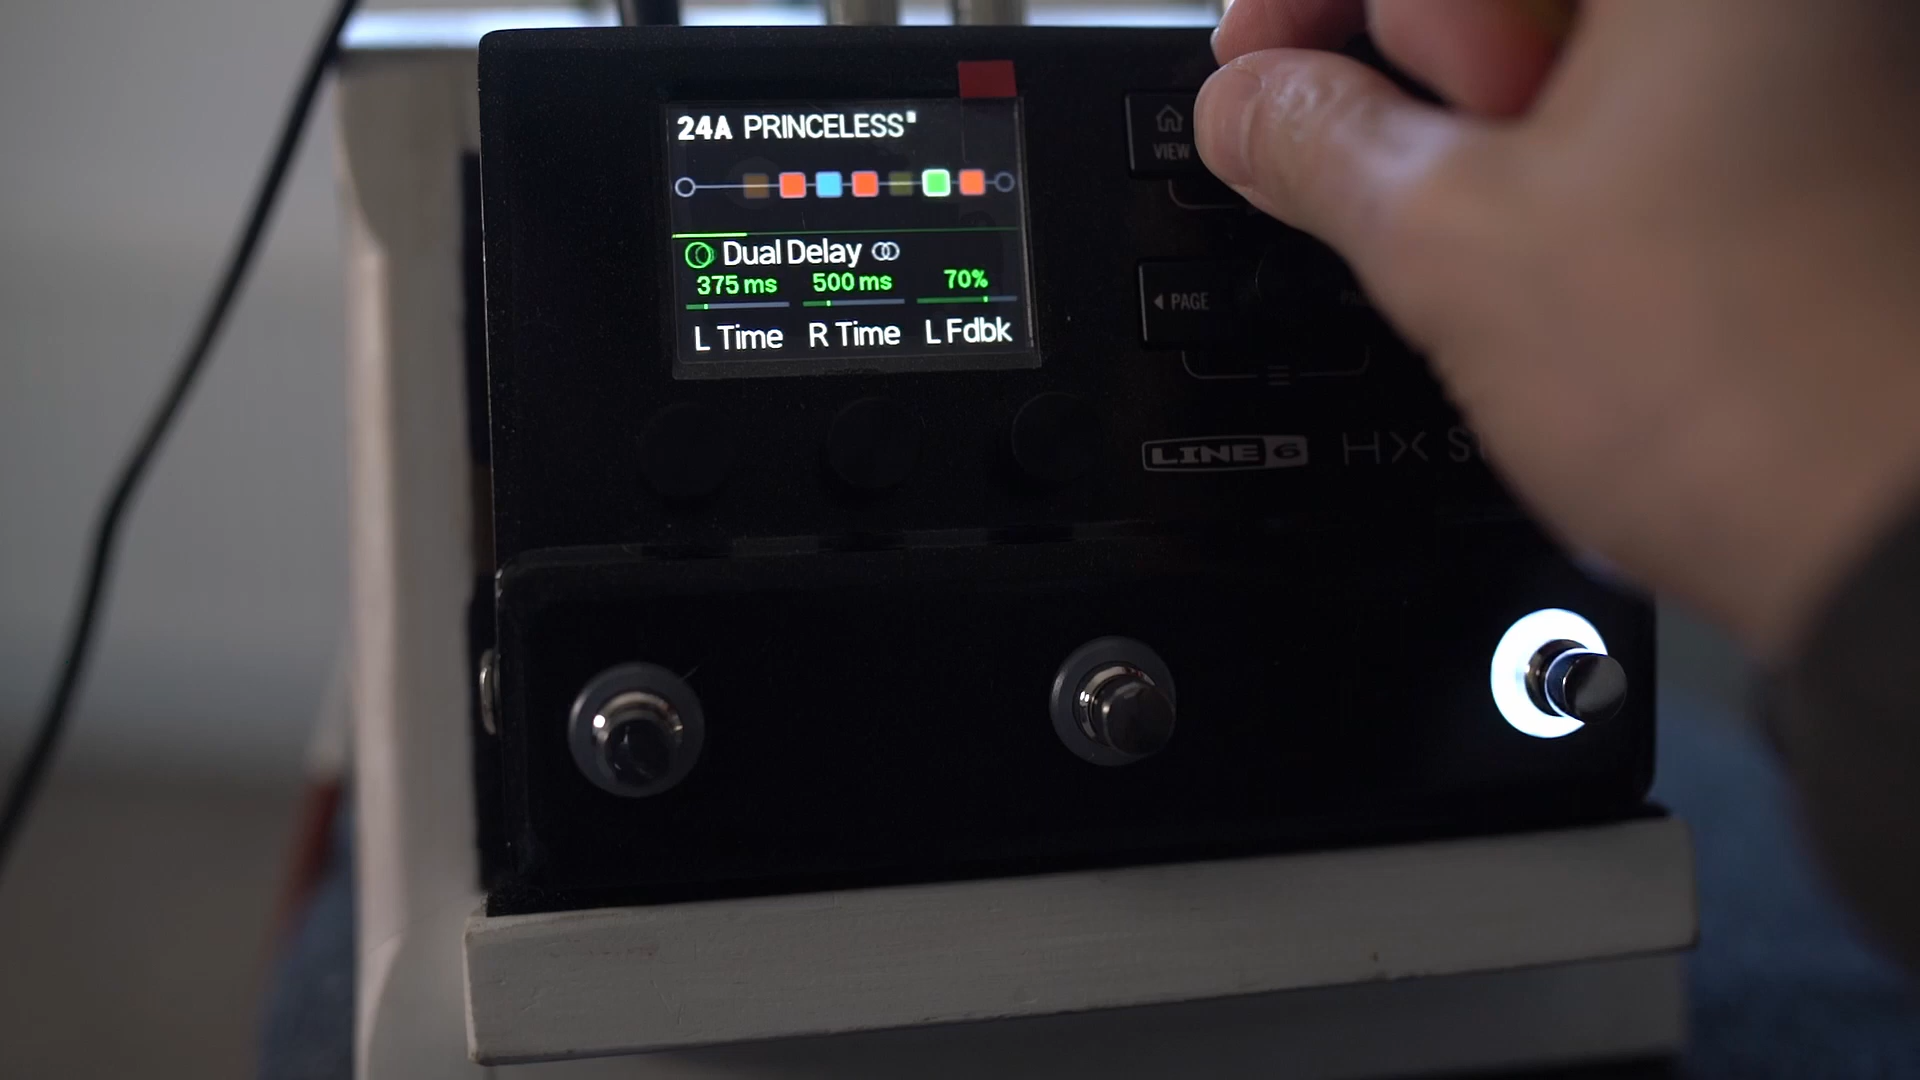 24A PRINCELESS
Dual Delay
375 ms 500 ms 70%
L Time R Time L Fdbk
VIEW
PAGE
LINE 6 HX